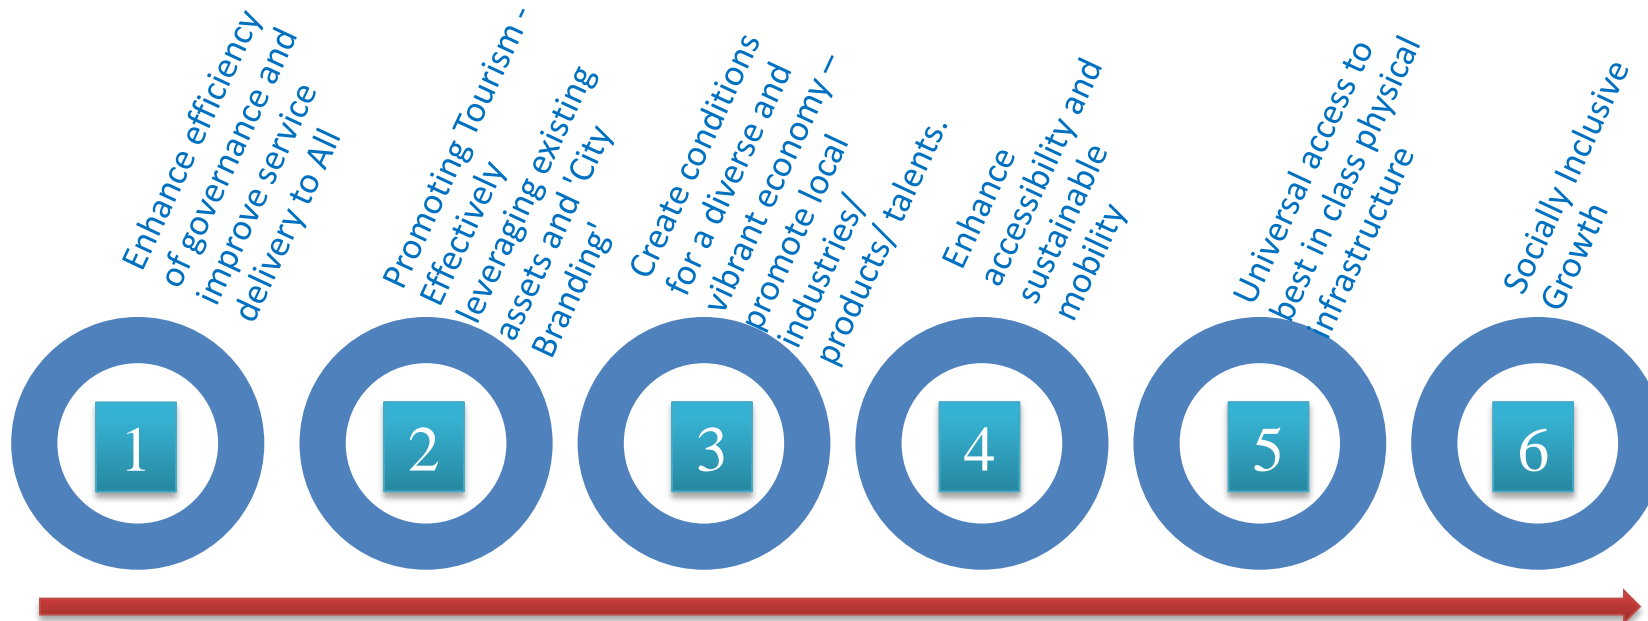 Enhance efficiency
of governance and
improve service
delivery to All
Promoting Tourism -
Effectively
leveraging existing
assets and 'City
Branding'
Create conditions
for a diverse and
vibrant economy –
promote local
industries/
products/ talents.
Enhance
accessibility and
sustainable
mobility
Universal access to
best in class physical
infrastructure
Socially Inclusive
Growth
1
2
3
4
5
6